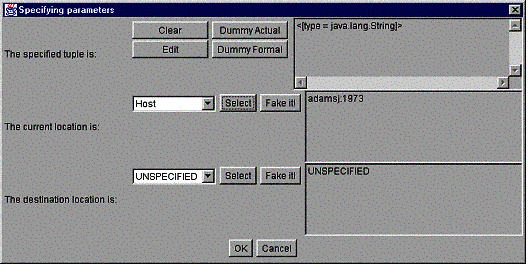 Specifying parameters
Clear Dummy Actual
<[type = java.lang.String]>
The specified tuple is:
Edit Dummy Formal
Host Select Fake it!
adamsj:1973
The current location is:
UNSPECIFIED Select Fake it!
UNSPECIFIED
The destination location is:
OK Cancel